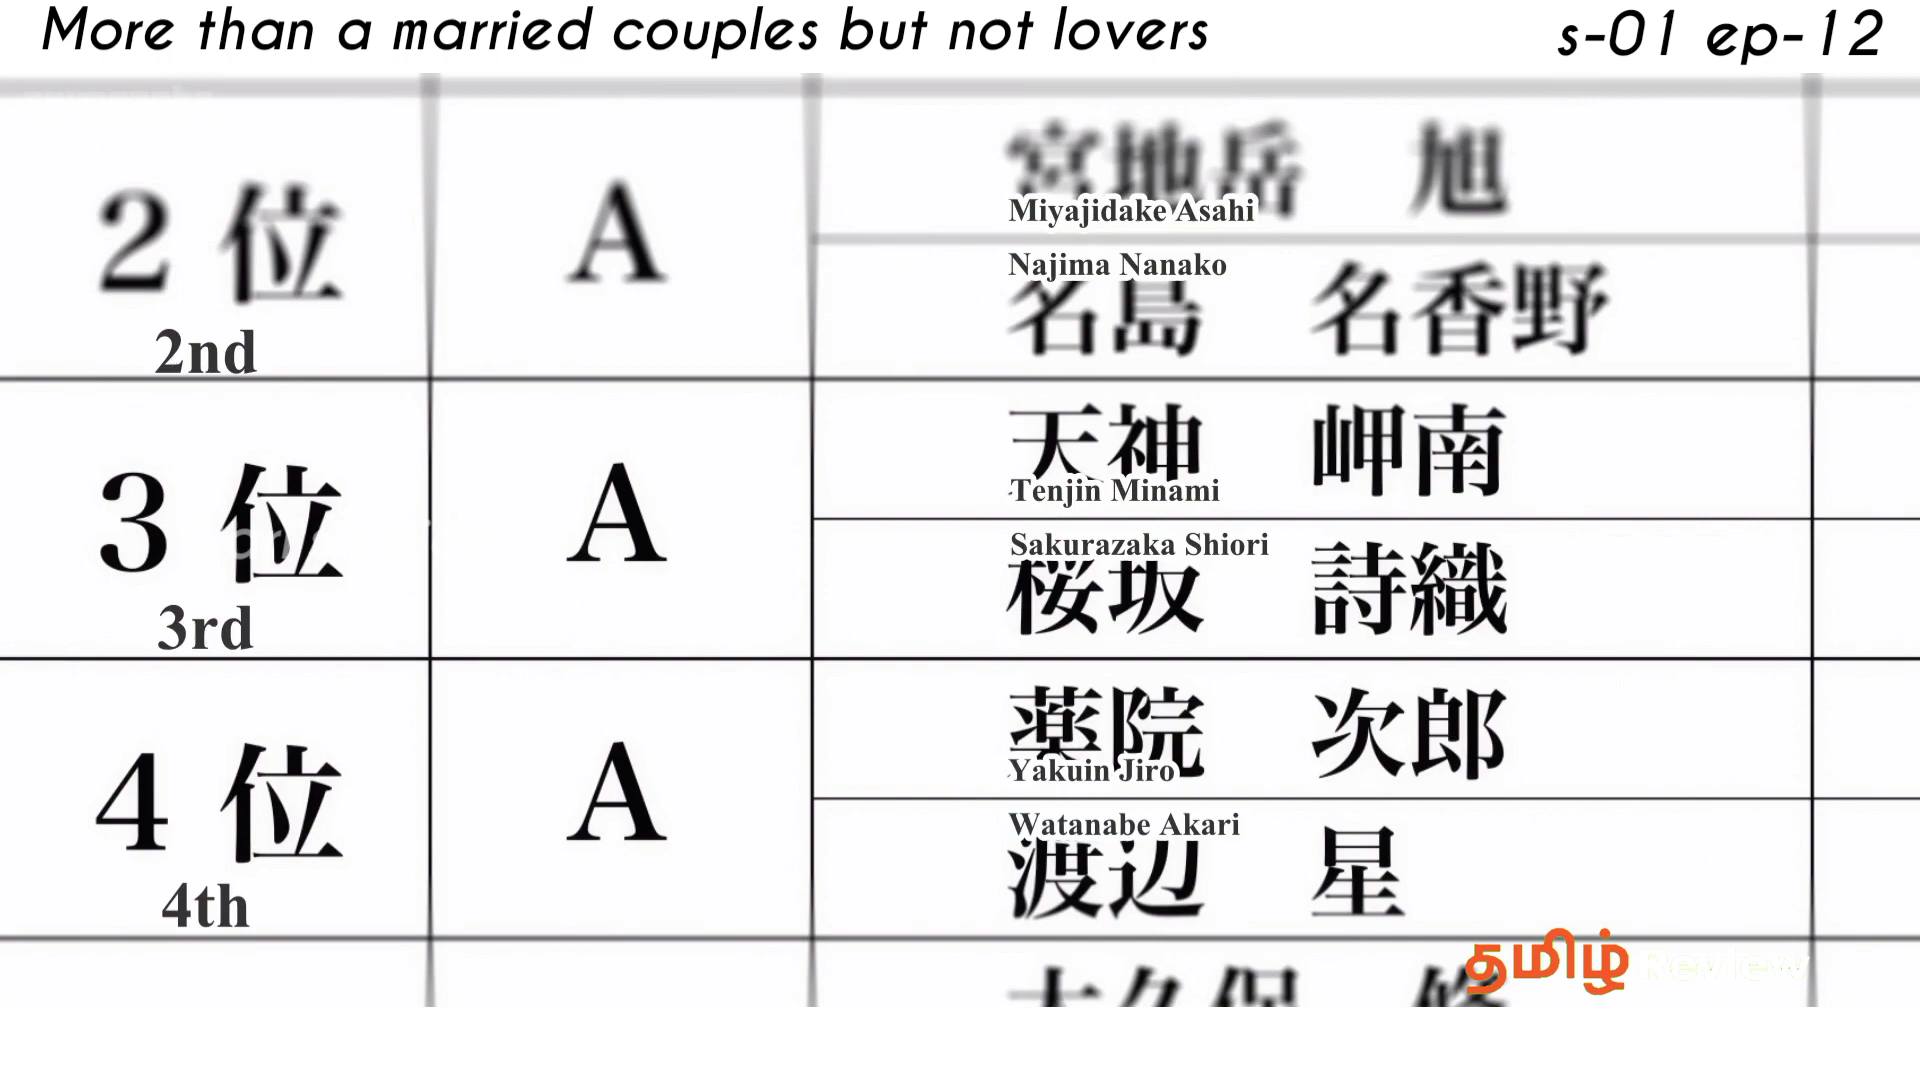 More than a married couples but not lovers s-01 ep-12
2位 A 宮地岳 旭
Miyajidake Asahi
Najima Nanako
名島 名香野
2nd
3位 A 天神 岬南
Tenjin Minami
Sakurazaka Shiori
桜坂 詩織
3rd
4位 A 薬院 次郎
Yakuin Jiro
Watanabe Akari
渡辺 星
4th
தமிழ் Review